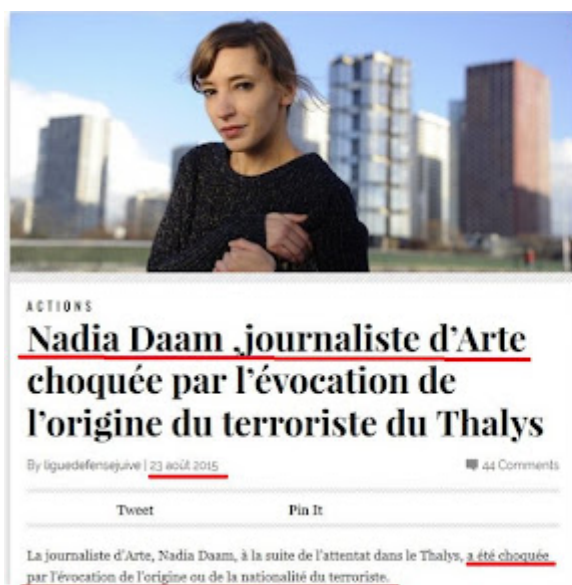 ACTIONS
Nadia Daam ,journaliste d'Arte
choquée par l'évocation de
l'origine du terroriste du Thalys
By liguedefensejuive | 23 août 2015 44 Comments
Tweet Pin It
La journaliste d'Arte, Nadia Daam, à la suite de l'attentat dans le Thalys, a été choquée
par l'évocation de l'origine ou de la nationalité du terroriste.